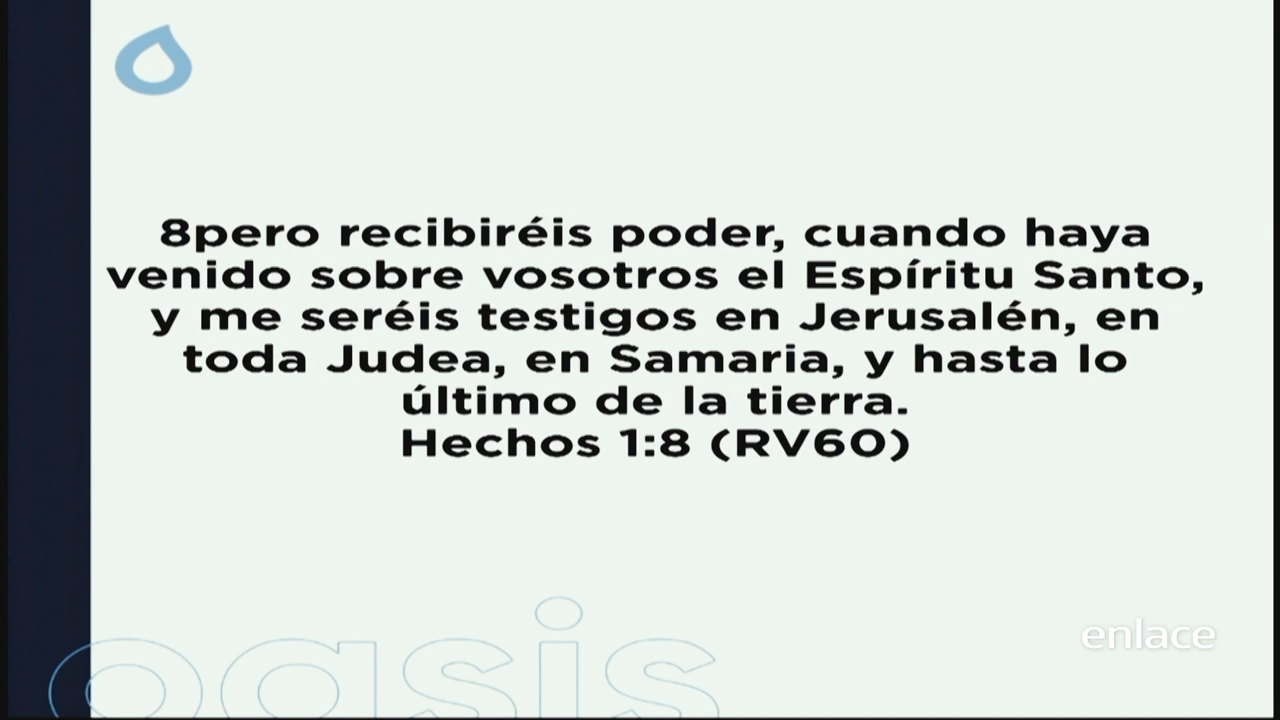 8pero recibiréis poder, cuando haya
venido sobre vosotros el Espíritu Santo,
y me seréis testigos en Jerusalén, en
toda Judea, en Samaria, y hasta lo
último de la tierra.
Hechos 1:8 (RV60)
enlace
oasis